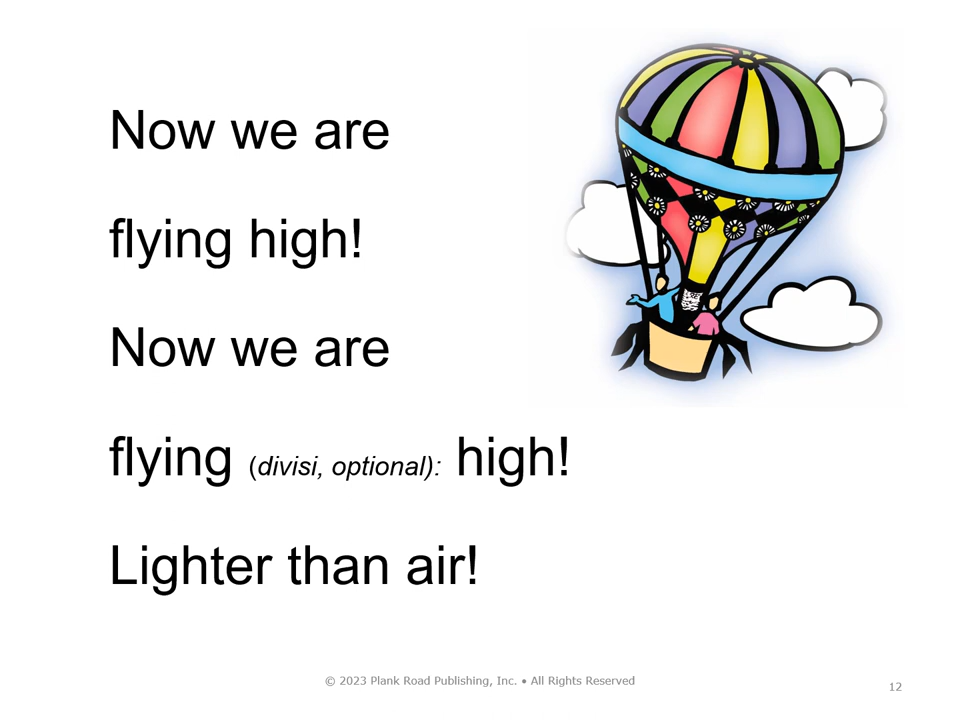 Now we are
flying high!
Now we are
flying (divisi, optional): high!
Lighter than air!
© 2023 Plank Road Publishing, Inc. • All Rights Reserved
12